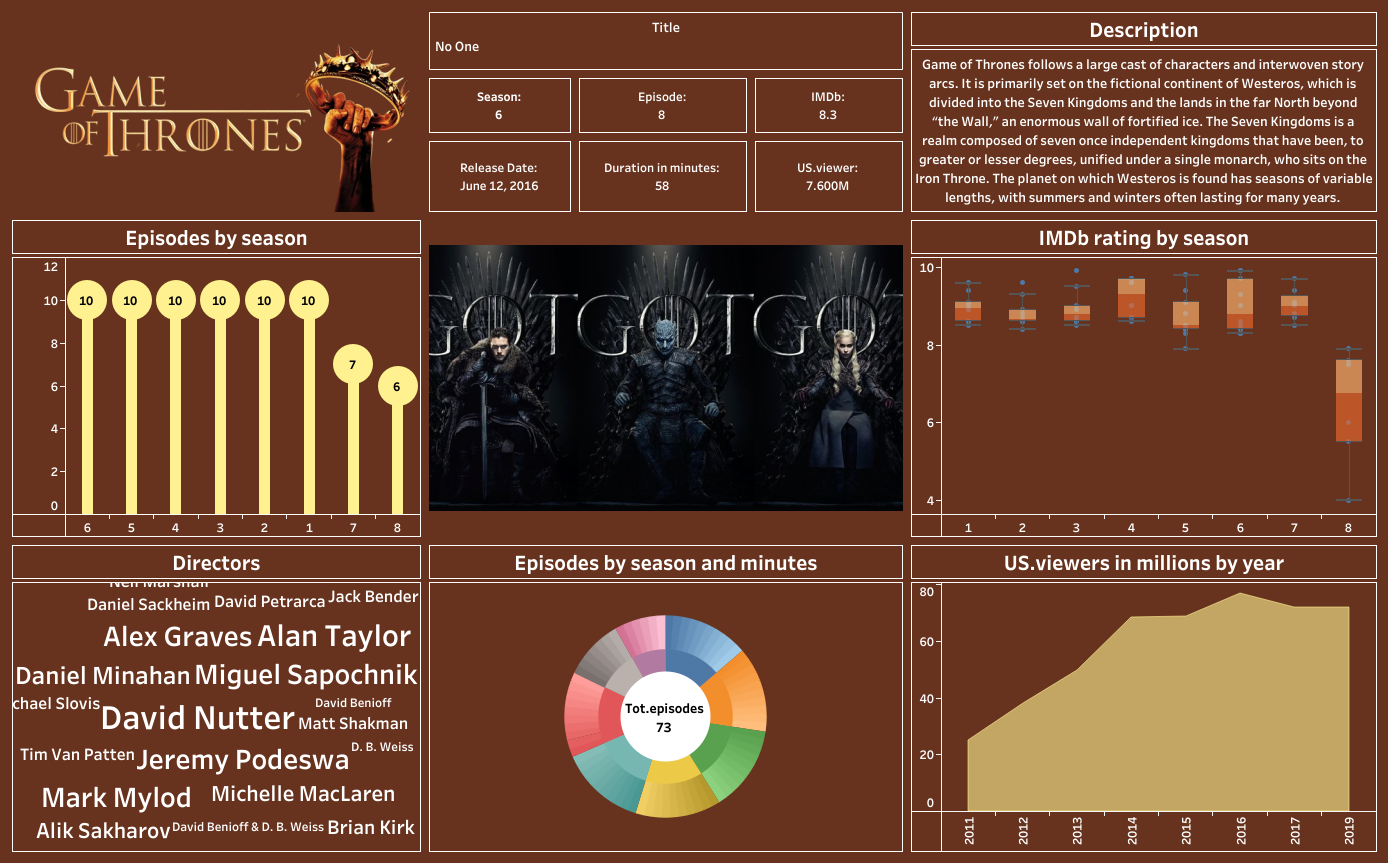 GAME
OF THRONES
Title
No One
Season:
6
Episode:
8
IMDb:
8.3
Release Date:
June 12, 2016
Duration in minutes:
58
US.viewer:
7.600M
Description
Game of Thrones follows a large cast of characters and interwoven story
arcs. It is primarily set on the fictional continent of Westeros, which is
divided into the Seven Kingdoms and the lands in the far North beyond
“the Wall,” an enormous wall of fortified ice. The Seven Kingdoms is a
realm composed of seven once independent kingdoms that have been, to
greater or lesser degrees, unified under a single monarch, who sits on the
Iron Throne. The planet on which Westeros is found has seasons of variable
lengths, with summers and winters often lasting for many years.
Episodes by season
12
10
8
6
4
2
0
10 10 10 10 10 10 7 6
6 5 4 3 2 1 7 8
GOT GOT GOT
IMDb rating by season
10
8
6
4
1 2 3 4 5 6 7 8
Directors
Neil Marshall
Daniel Sackheim David Petrarca Jack Bender
Alex Graves Alan Taylor
Daniel Minahan Miguel Sapochnik
chael Slovis David Nutter David Benioff
Matt Shakman
Tim Van Patten Jeremy Podeswa D. B. Weiss
Mark Mylod Michelle MacLaren
Alik Sakharov David Benioff & D. B. Weiss Brian Kirk
Episodes by season and minutes
Tot.episodes
73
US.viewers in millions by year
80
60
40
20
0
2011 2012 2013 2014 2015 2016 2017 2019